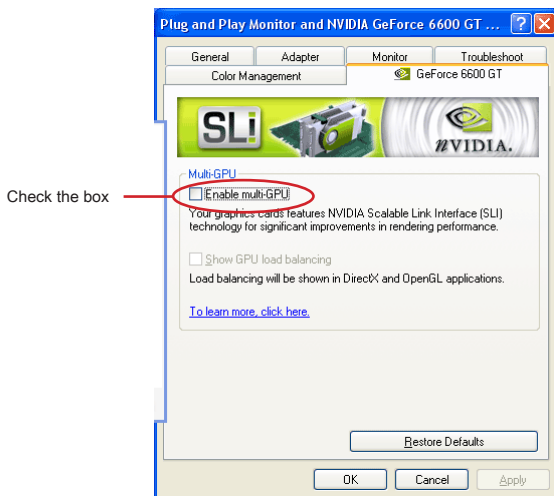 Plug and Play Monitor and NVIDIA GeForce 6600 GT ...
General Adapter Monitor Troubleshoot
Color Management GeForce 6600 GT
SLi nVIDIA.
Multi-GPU
Check the box
Enable multi-GPU
Your graphics cards features NVIDIA Scalable Link Interface (SLI)
technology for significant improvements in rendering performance.
Show GPU load balancing
Load balancing will be shown in DirectX and OpenGL applications.
To learn more, click here.
Restore Defaults
OK Cancel Apply